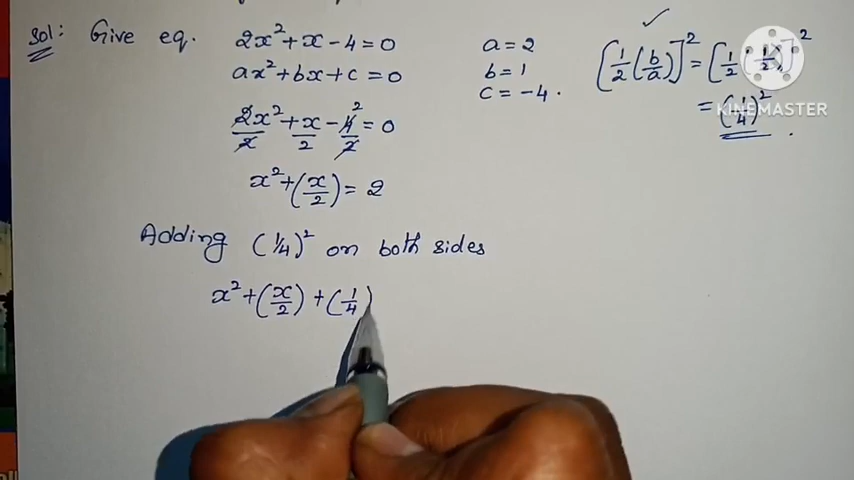 Sol: Give eq. 2x² + x - 4 = 0
ax² + bx + c = 0
a = 2
b = 1
c = -4.
[1/2 (b/a)]² = [1/2 · 1/2]²
= (1/4)².
2x²/2 + x/2 - 4²/2 = 0
x² + (x/2) = 2
Adding (1/4)² on both sides
x² + (x/2) + (1/4)
KINEMASTER